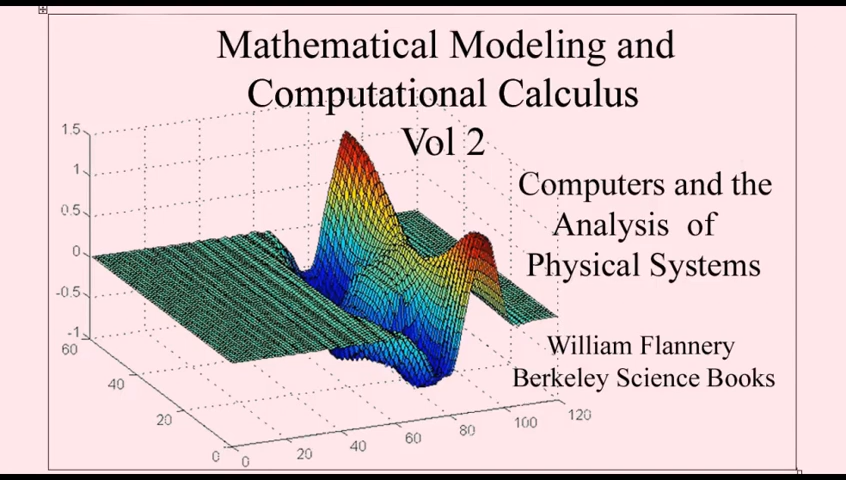 Mathematical Modeling and
Computational Calculus
Vol 2
Computers and the
Analysis of
Physical Systems
William Flannery
Berkeley Science Books
1.5
1
0.5
0
-0.5
-1
60
40
20
0
0
20
40
60
80
100
120